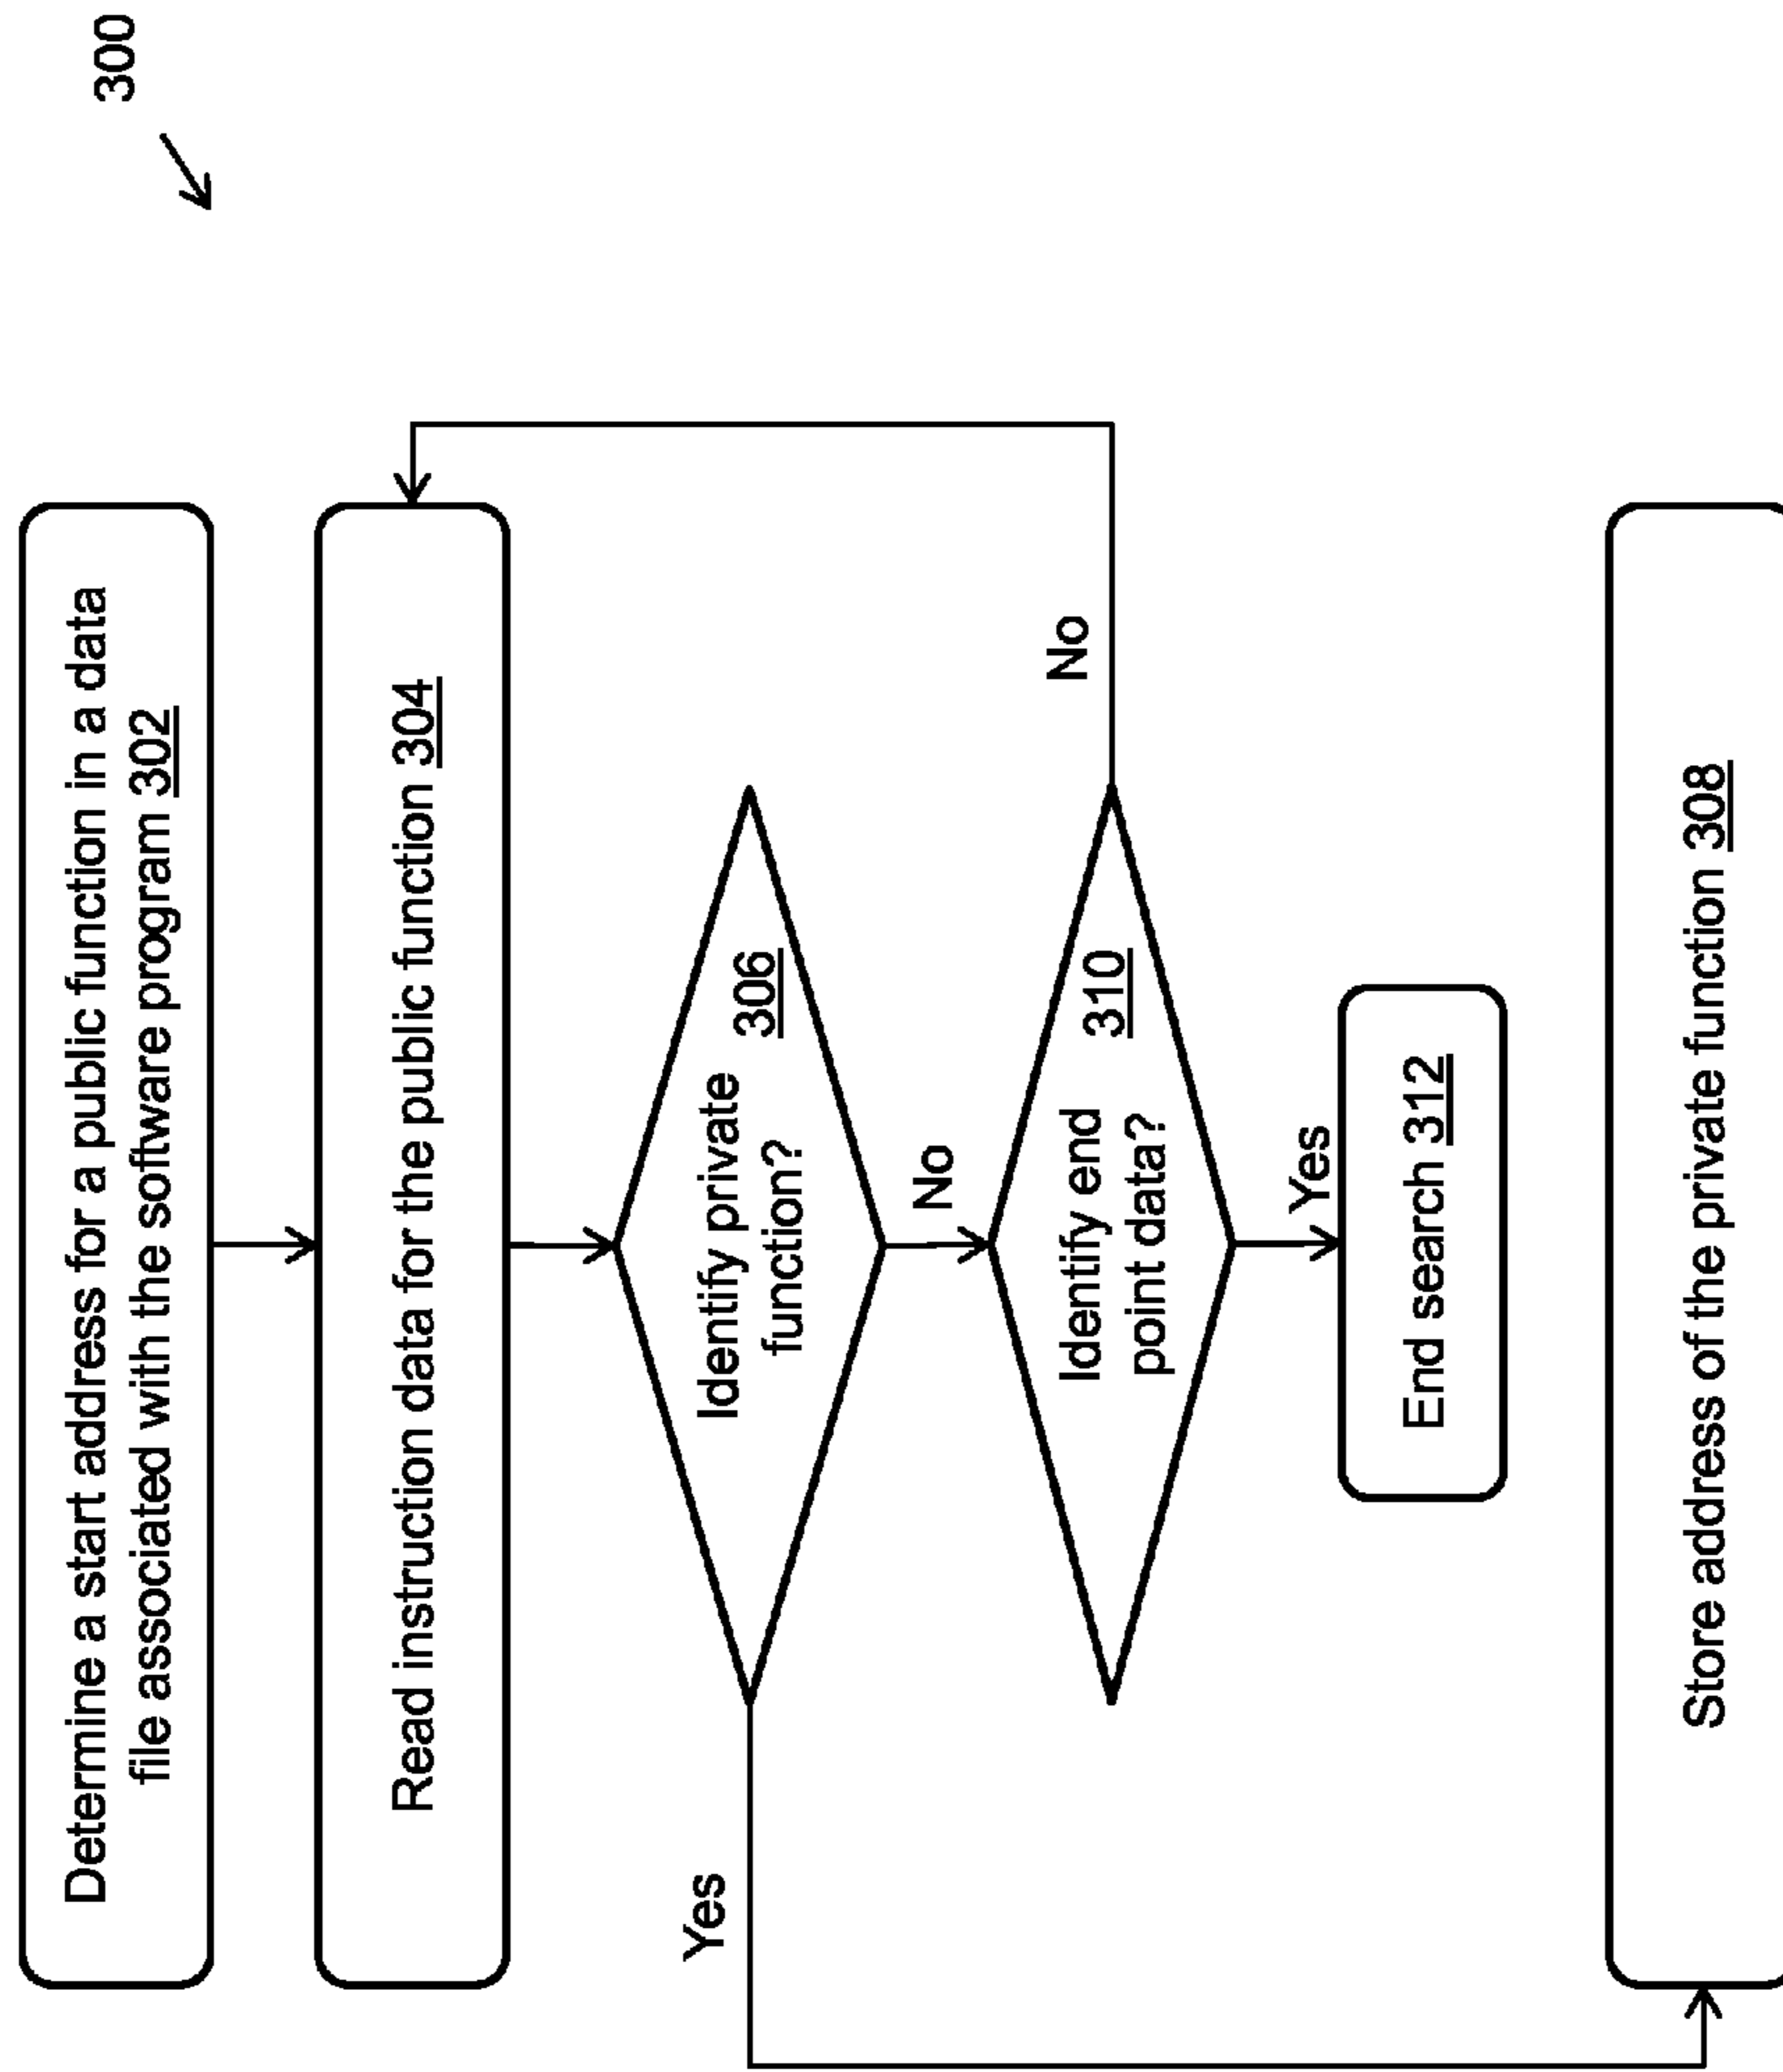 300
Determine a start address for a public function in a data
file associated with the software program 302
Read instruction data for the public function 304
Identify private
function?
306
Yes
No
Identify end
point data?
310
No
Yes
End search 312
Store address of the private function 308